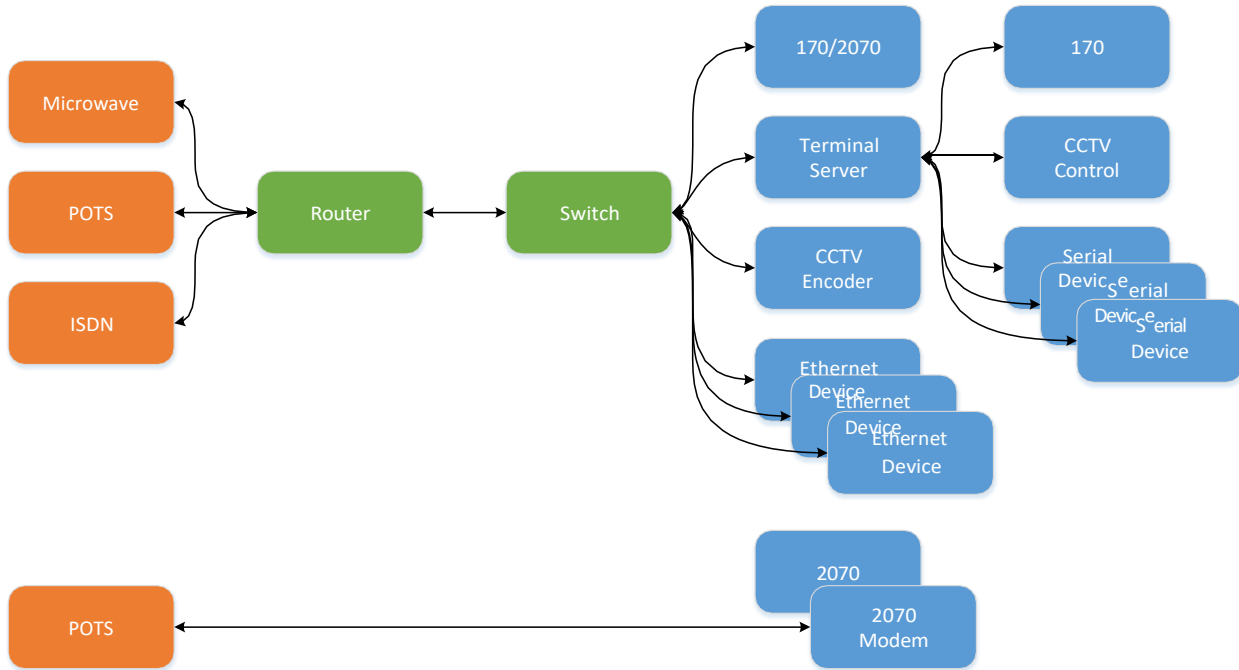 170/2070
170
Microwave
Terminal
Server
CCTV
Control
POTS
Router
Switch
CCTV
Encoder
Serial
Device
Serial
Device
Serial
Device
ISDN
Ethernet
Device
Ethernet
Device
Ethernet
Device
2070
POTS
2070
Modem